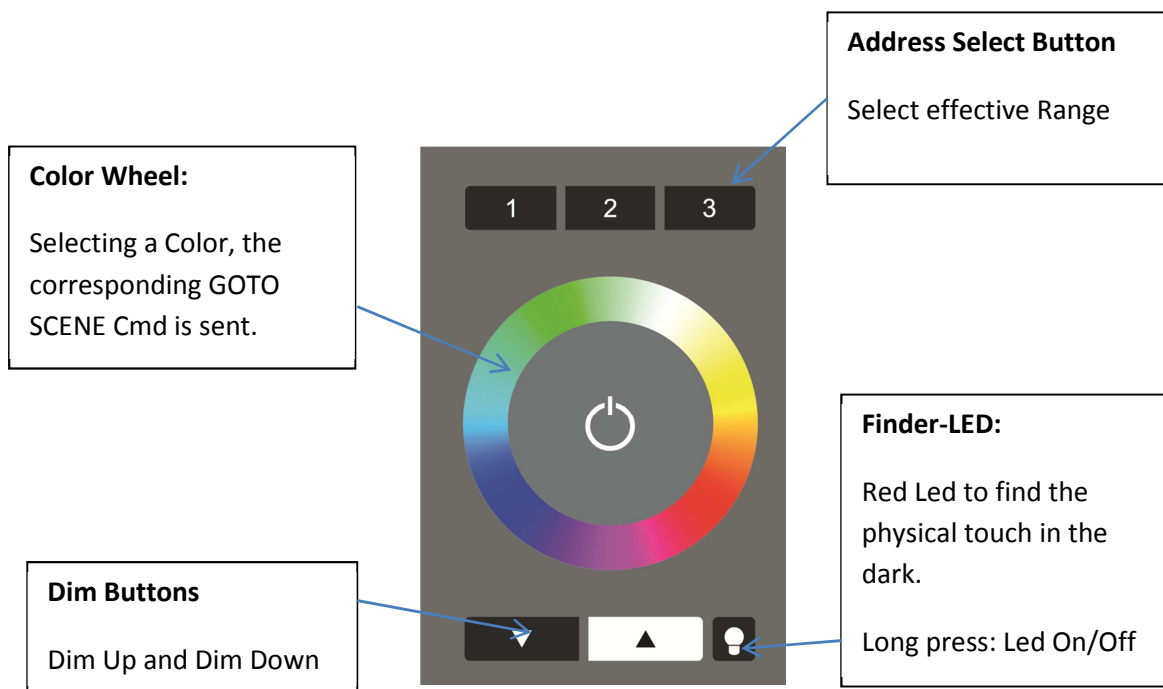 Address Select Button
Select effective Range
Color Wheel:
Selecting a Color, the
corresponding GOTO
SCENE Cmd is sent.
1 2 3
Finder-LED:
Red Led to find the
physical touch in the
dark.
Long press: Led On/Off
Dim Buttons
Dim Up and Dim Down